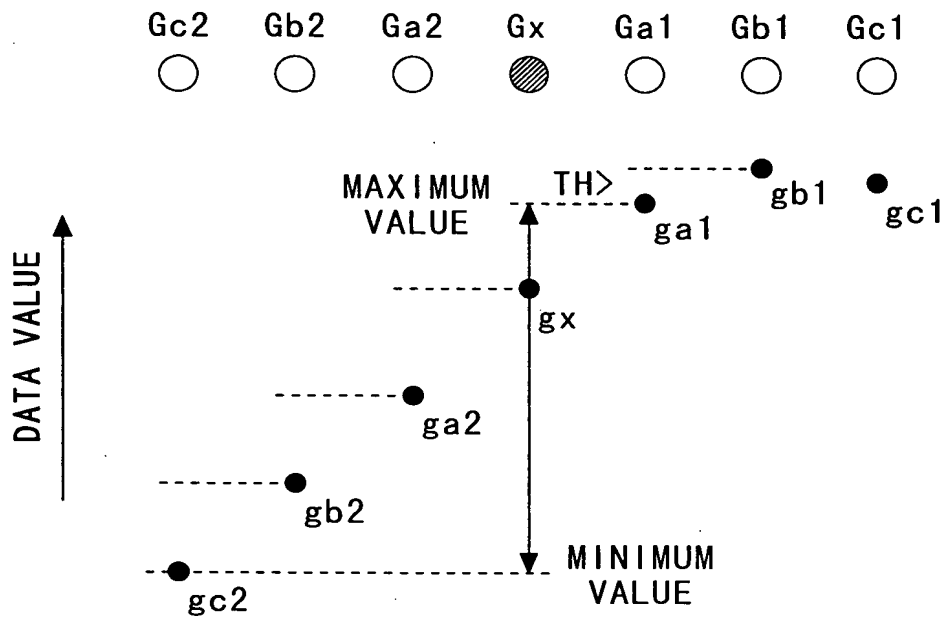 Gc2 Gb2 Ga2 Gx Ga1 Gb1 Gc1
MAXIMUM
VALUE
TH>
gb1
gc1
ga1
gx
DATA VALUE
ga2
gb2
gc2
MINIMUM
VALUE